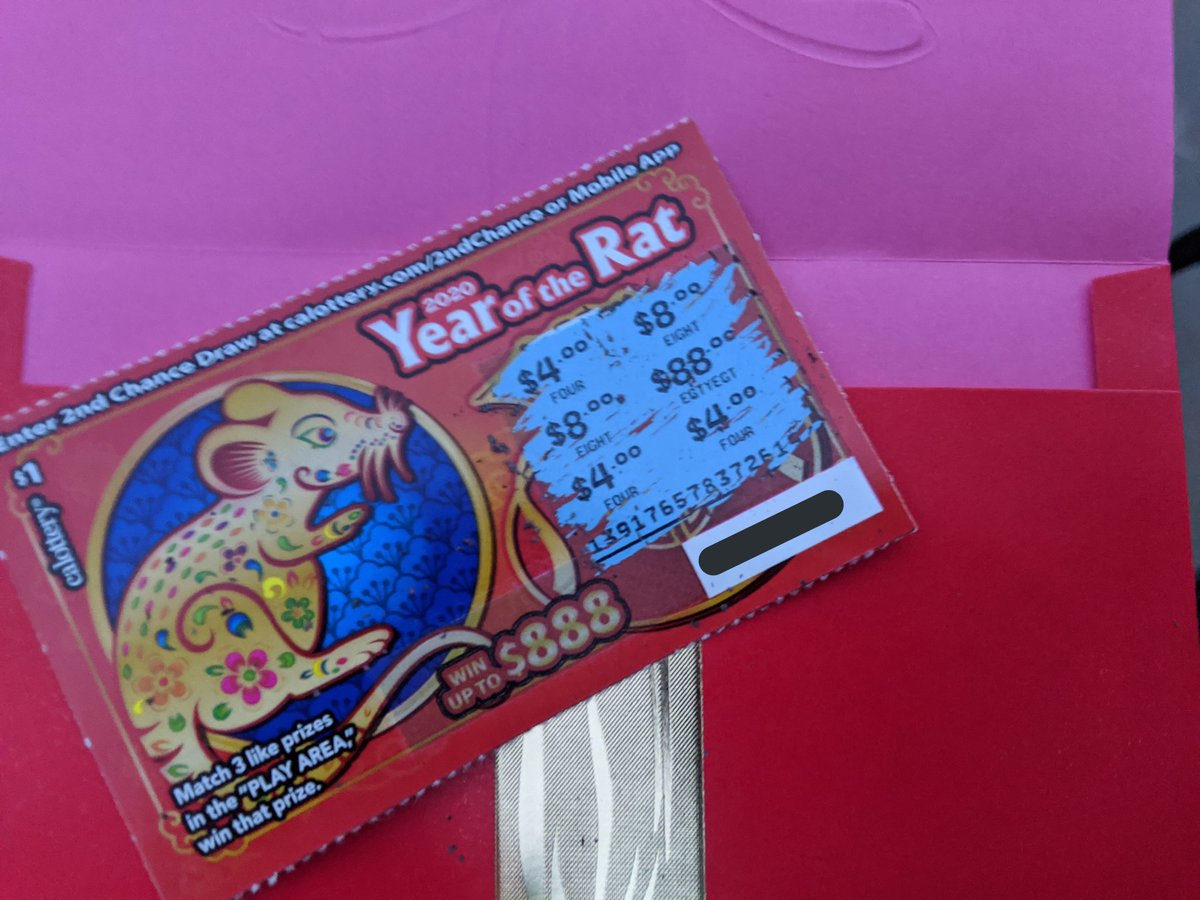 Enter 2nd Chance Draw at calottery.com/2ndChance or Mobile App
$1
calottery
2020
Year of the Rat
$4.00 $8.00
FOUR EIGHT
$8.00 $88.00
EIGHT EGTYEGT
$4.00 $4.00
FOUR FOUR
WIN
UP TO $888
Match 3 like prizes
in the "PLAY AREA,"
win that prize.